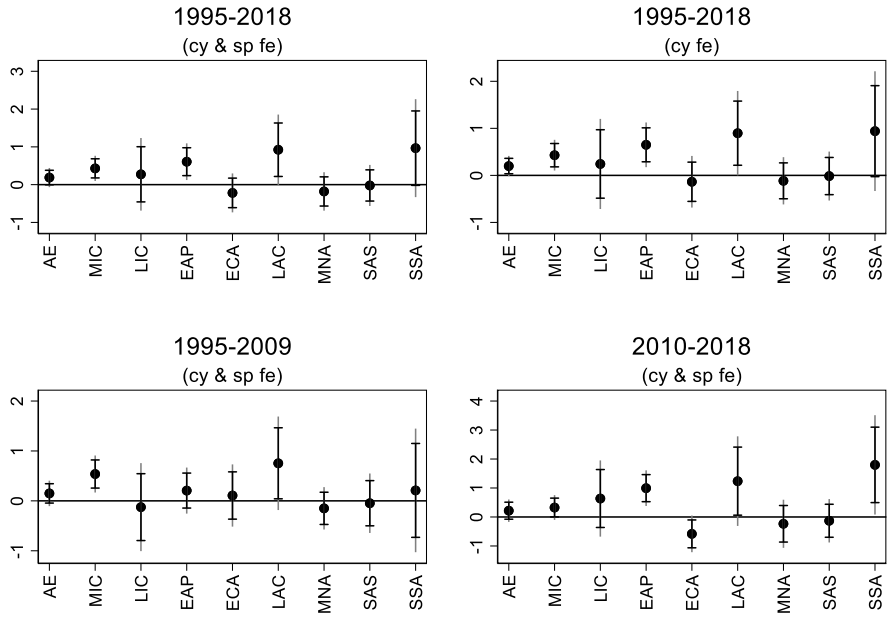 1995-2018
(cy & sp fe)
3
2
1
0
-1
AE MIC LIC EAP ECA LAC MNA SAS SSA
1995-2018
(cy fe)
2
1
0
-1
AE MIC LIC EAP ECA LAC MNA SAS SSA
1995-2009
(cy & sp fe)
2
1
0
-1
AE MIC LIC EAP ECA LAC MNA SAS SSA
2010-2018
(cy & sp fe)
4
3
2
1
0
-1
AE MIC LIC EAP ECA LAC MNA SAS SSA